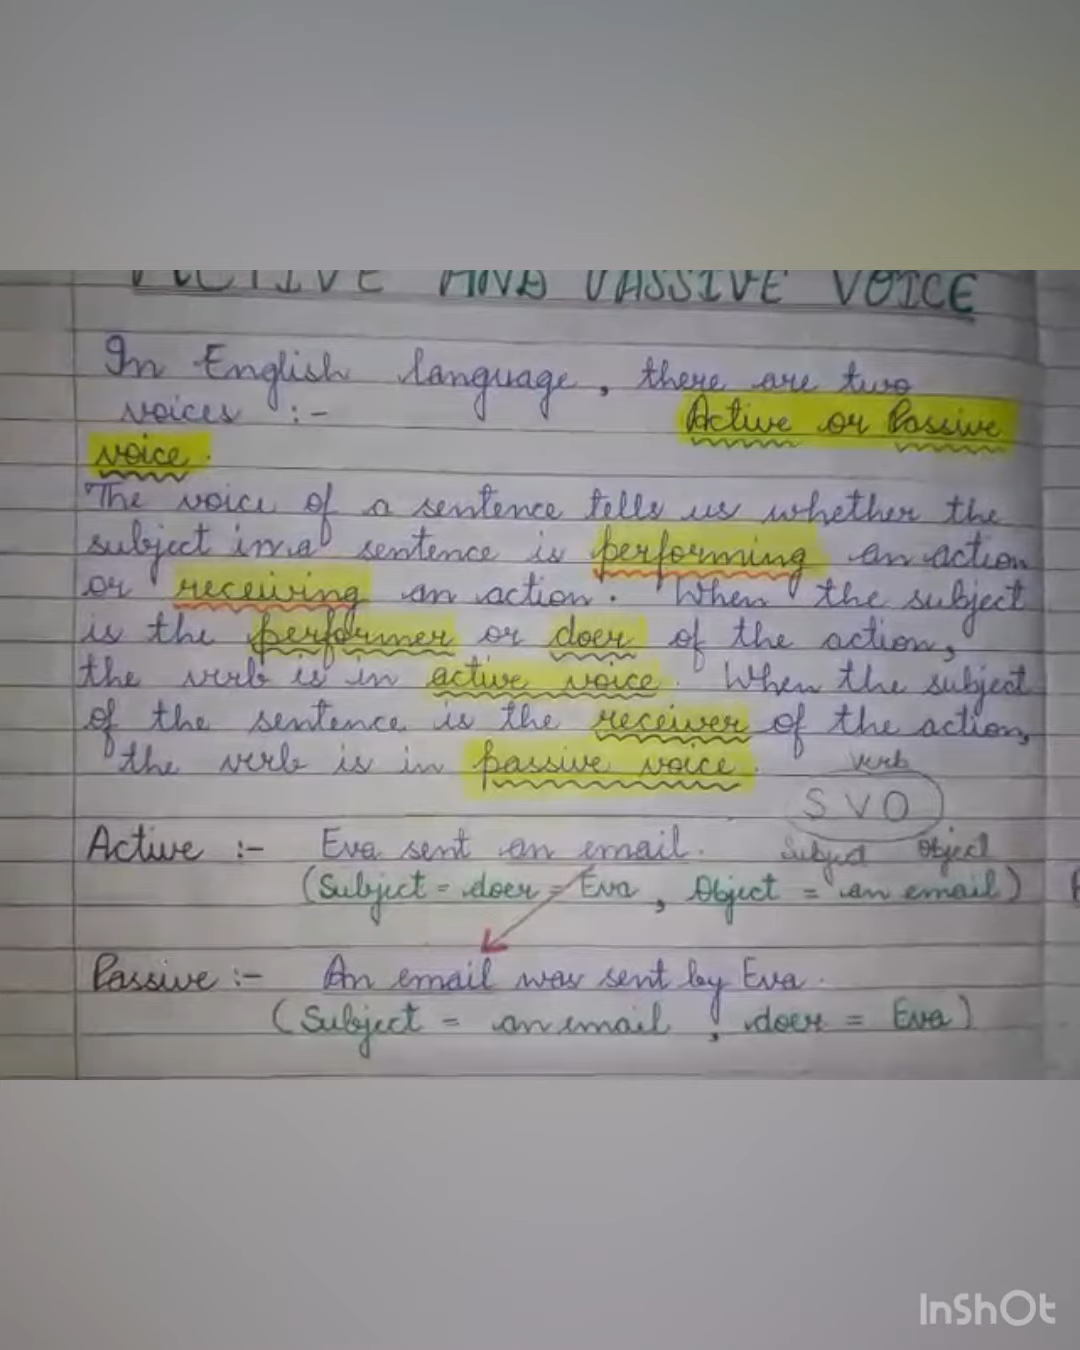 ACTIVE AND PASSIVE VOICE
In English language, there are two
voices :- Active or Passive
voice.
The voice of a sentence tells us whether the
subject in a sentence is performing an action
or receiving an action. When the subject
is the performer or doer of the action,
the verb is in active voice. When the subject
of the sentence is the receiver of the action,
the verb is in passive voice.
verb
S V O
Subject Object
Active :- Eva sent an email.
(Subject = doer = Eva, Object = an email)
Passive :- An email was sent by Eva.
(Subject = an email, doer = Eva)
InShOt